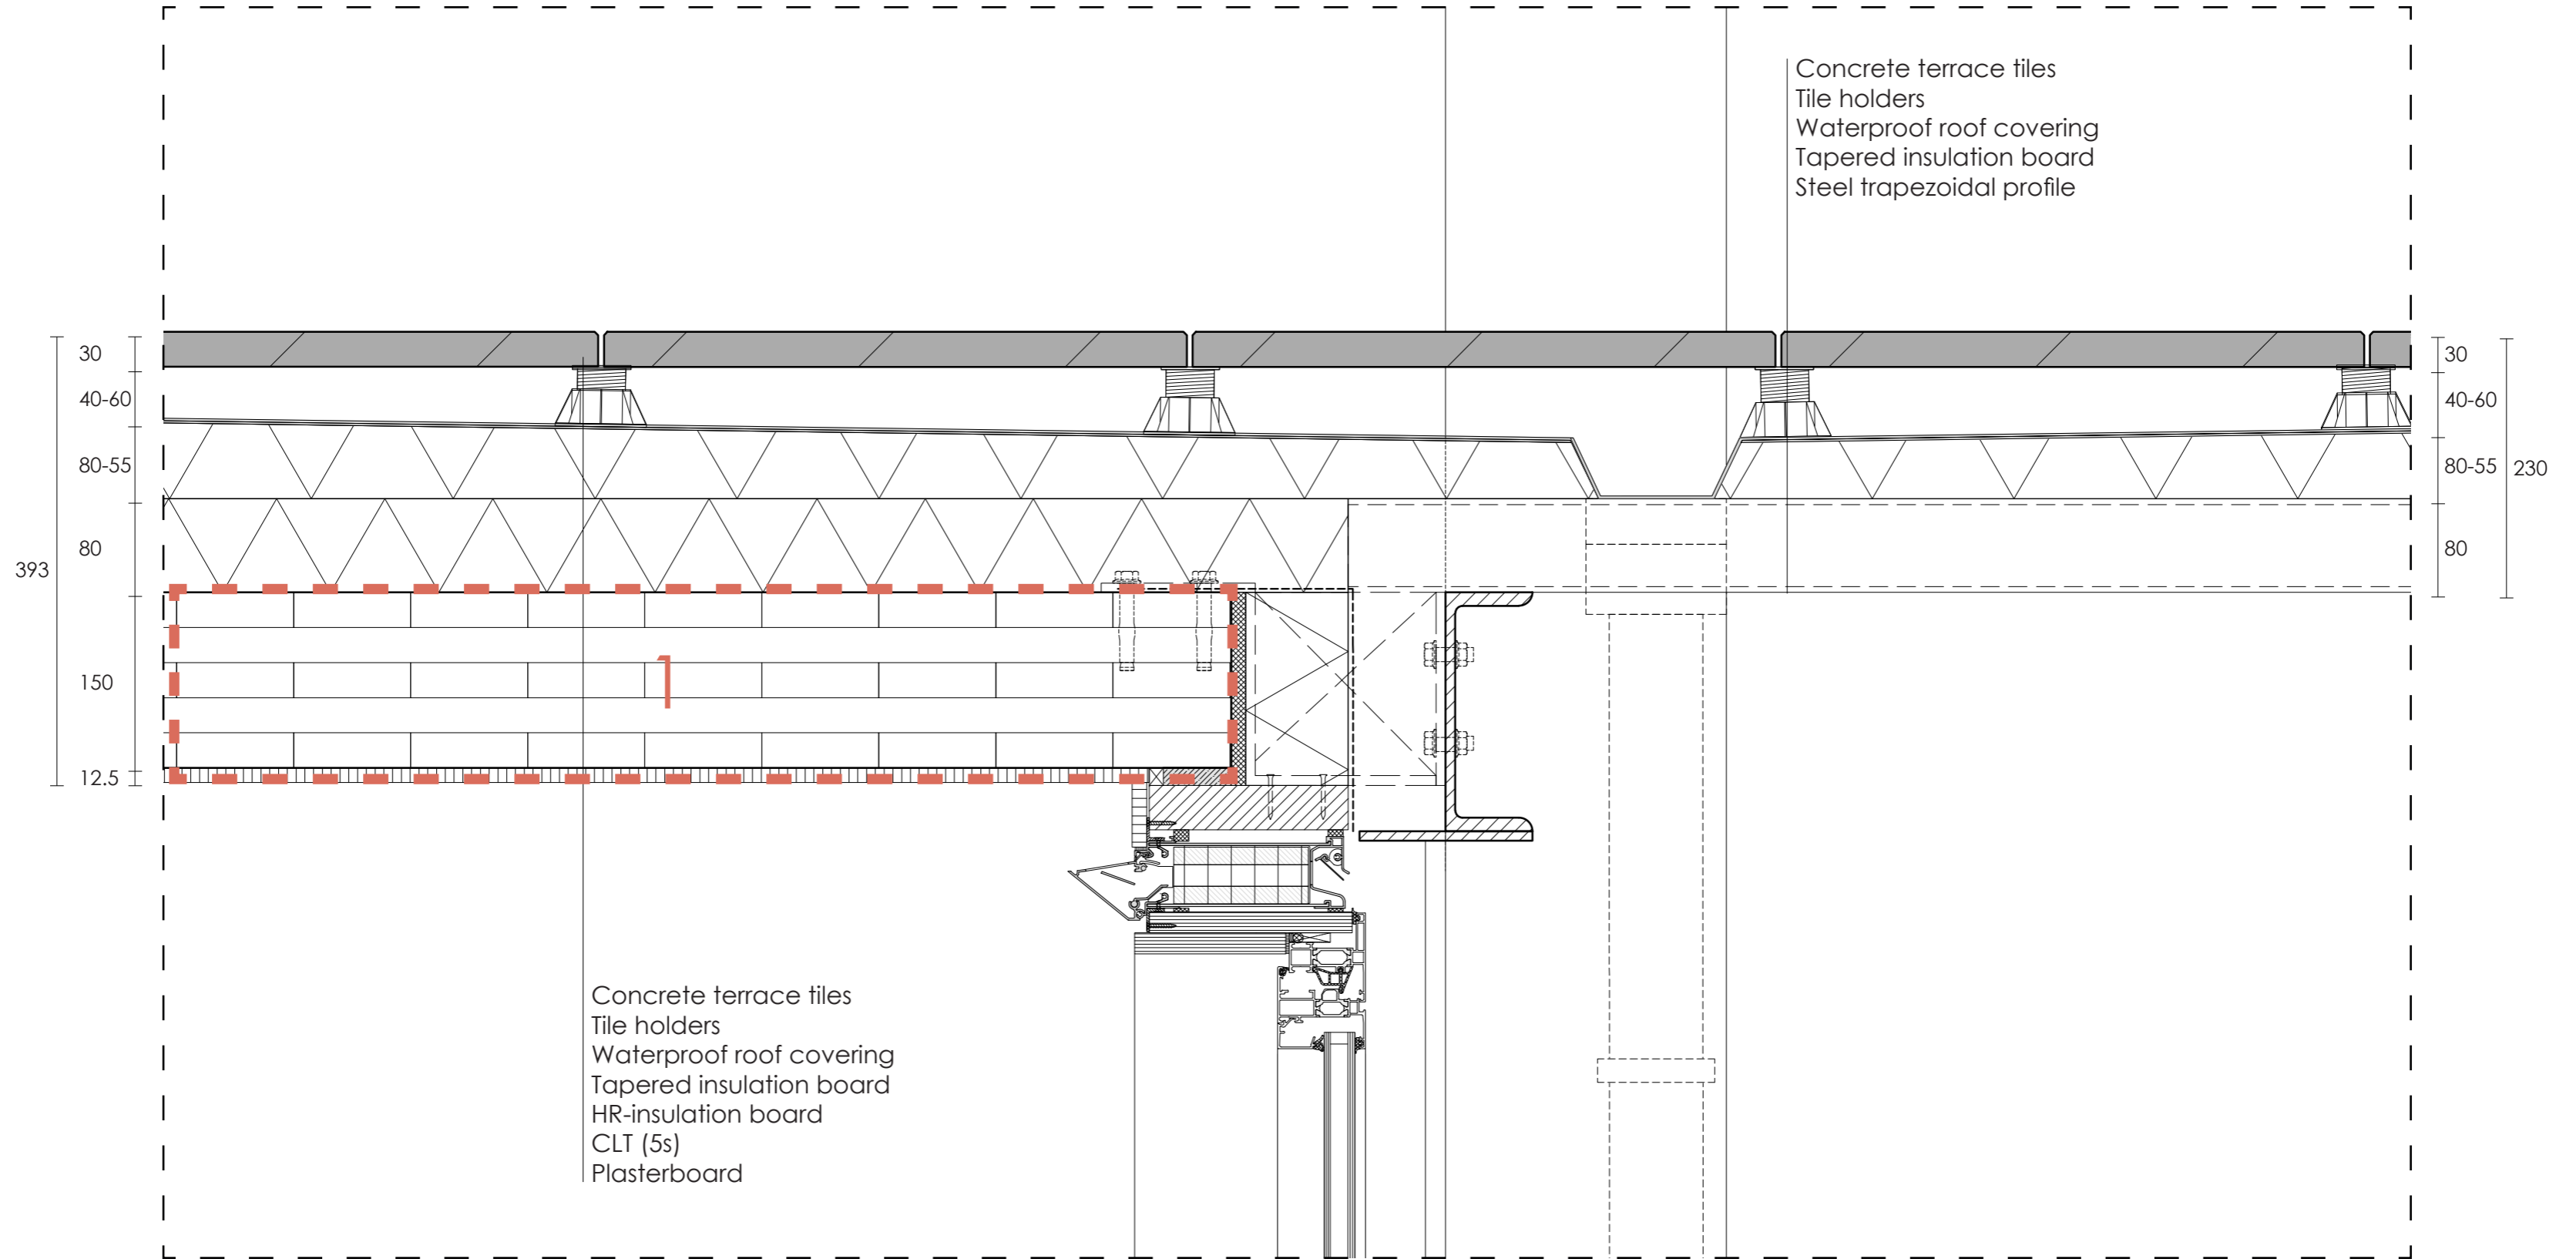 Concrete terrace tiles
Tile holders
Waterproof roof covering
Tapered insulation board
Steel trapezoidal profile
30
40-60
80-55
80
393
150
12.5
30
40-60
80-55
230
80
1
Concrete terrace tiles
Tile holders
Waterproof roof covering
Tapered insulation board
HR-insulation board
CLT (5s)
Plasterboard